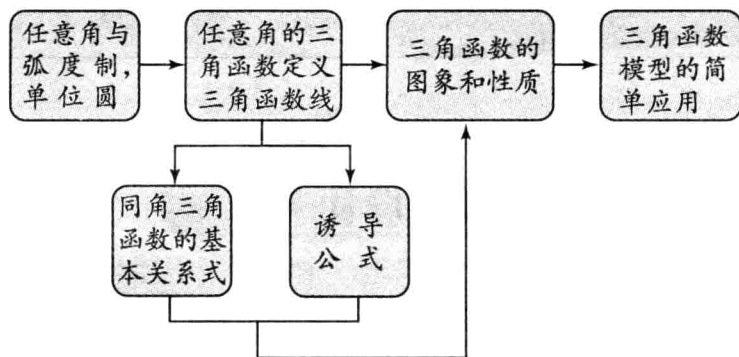 任意角与
弧度制,
单位圆
任意角的三
角函数定义
三角函数线
三角函数的
图象和性质
三角函数
模型的简
单应用
同角三角
函数的基
本关系式
诱导
公式